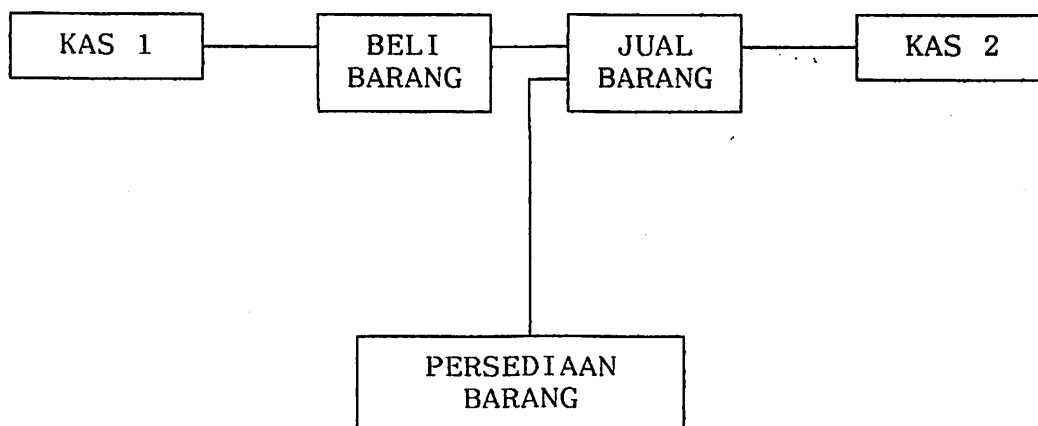 KAS 1
BELI
BARANG
JUAL
BARANG
KAS 2
PERSEDIAAN
BARANG